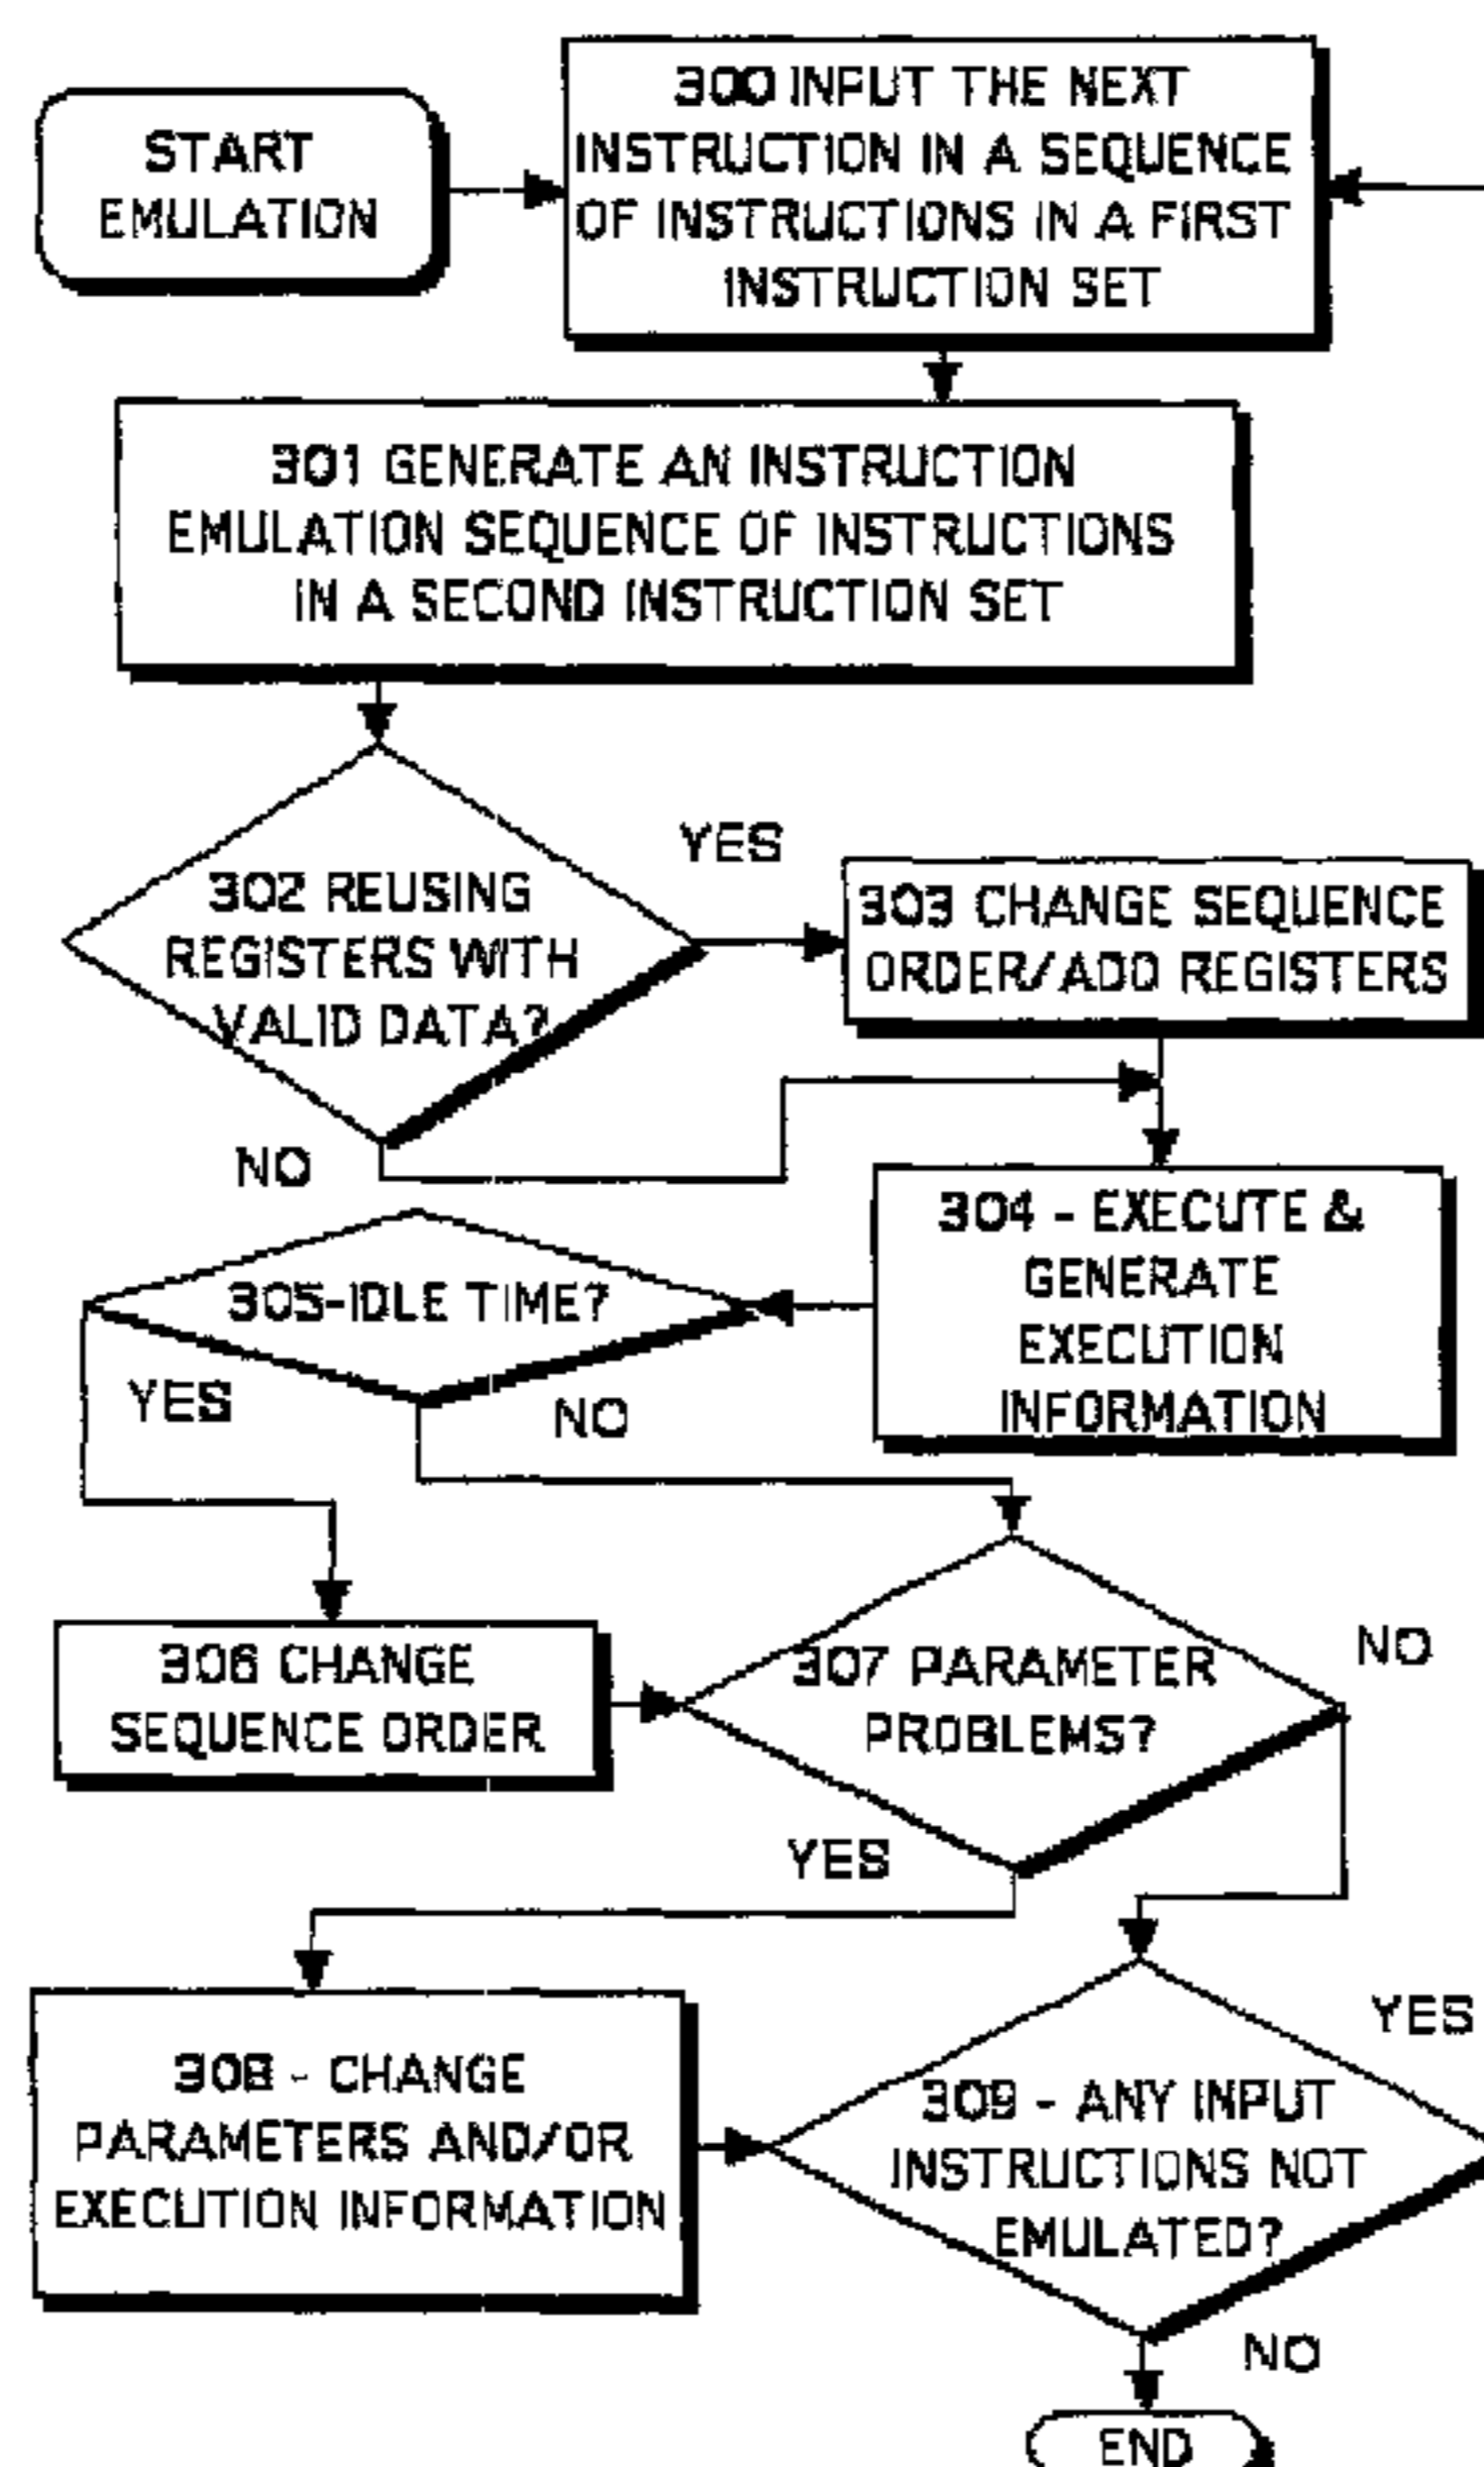 START
EMULATION
300 INPUT THE NEXT
INSTRUCTION IN A SEQUENCE
OF INSTRUCTIONS IN A FIRST
INSTRUCTION SET
301 GENERATE AN INSTRUCTION
EMULATION SEQUENCE OF INSTRUCTIONS
IN A SECOND INSTRUCTION SET
302 REUSING
REGISTERS WITH
VALID DATA?
YES
303 CHANGE SEQUENCE
ORDER/ADD REGISTERS
NO
304 - EXECUTE &
GENERATE
EXECUTION
INFORMATION
305-IDLE TIME?
YES
NO
306 CHANGE
SEQUENCE ORDER
307 PARAMETER
PROBLEMS?
NO
YES
308 - CHANGE
PARAMETERS AND/OR
EXECUTION INFORMATION
309 - ANY INPUT
INSTRUCTIONS NOT
EMULATED?
YES
NO
END